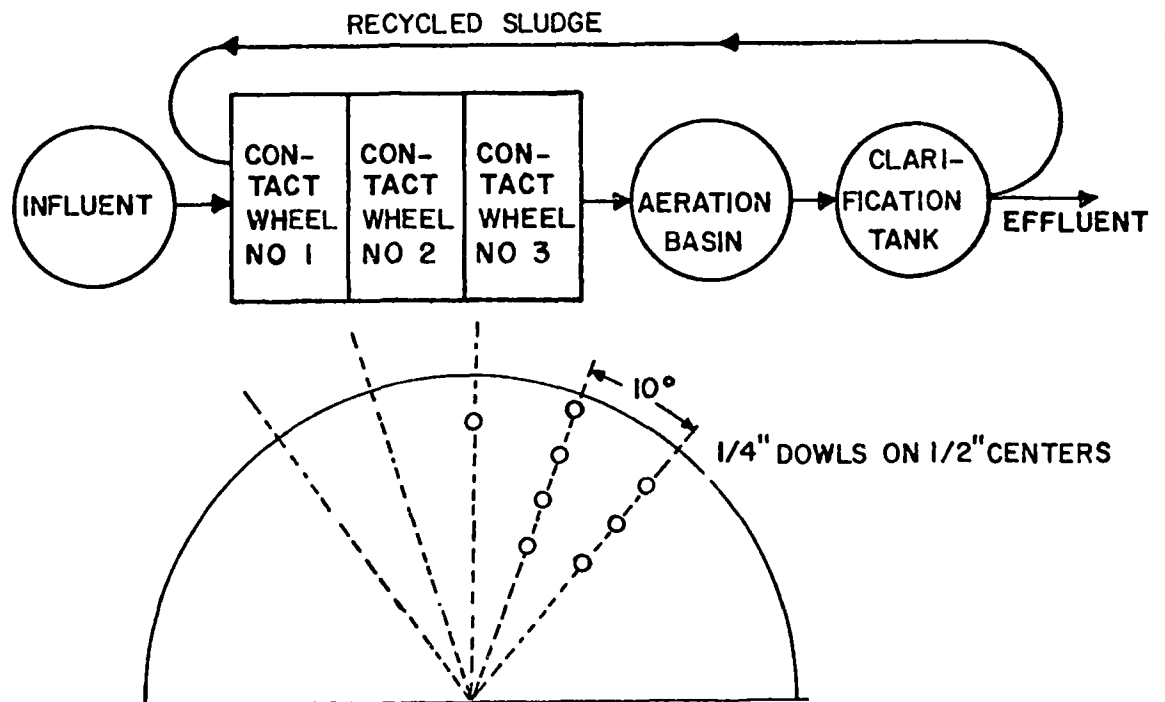 RECYCLED SLUDGE
INFLUENT
CON-
TACT
WHEEL
NO 1
CON-
TACT
WHEEL
NO 2
CON-
TACT
WHEEL
NO 3
AERATION
BASIN
CLARI-
FICATION
TANK
EFFLUENT
10°
1/4" DOWLS ON 1/2" CENTERS